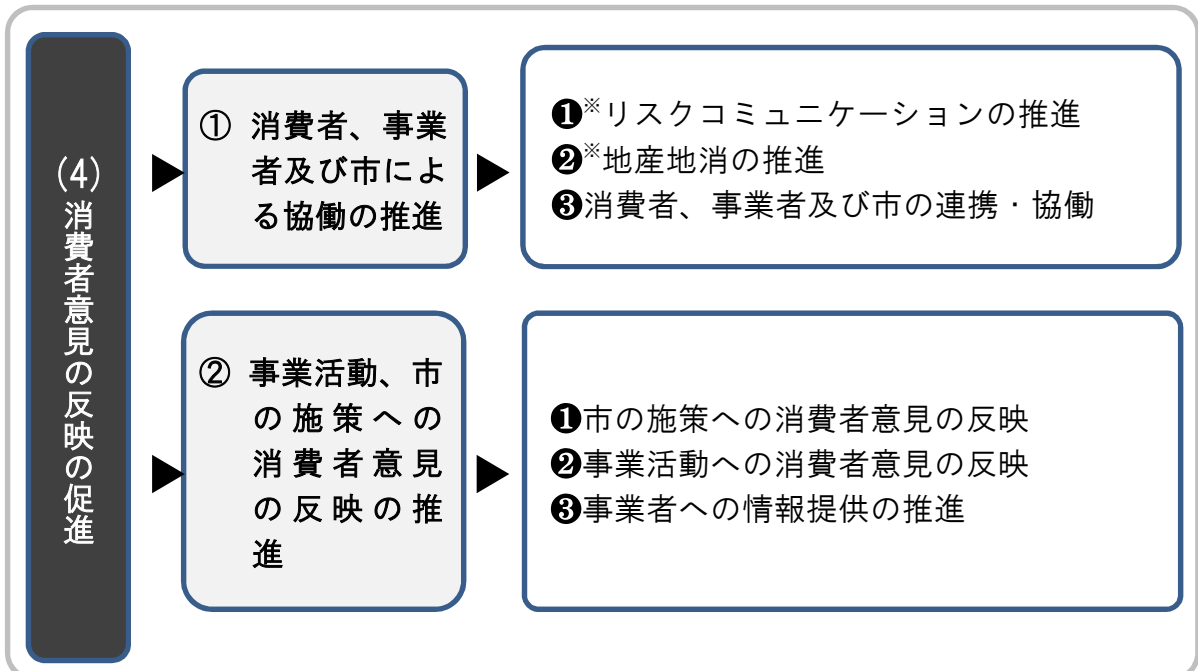 (4)消費者意見の反映の促進
① 消費者、事業
者及び市によ
る協働の推進
❶※リスクコミュニケーションの推進
❷※地産地消の推進
❸消費者、事業者及び市の連携・協働
② 事業活動、市
の施策への
消費者意見
の反映の推
進
❶市の施策への消費者意見の反映
❷事業活動への消費者意見の反映
❸事業者への情報提供の推進